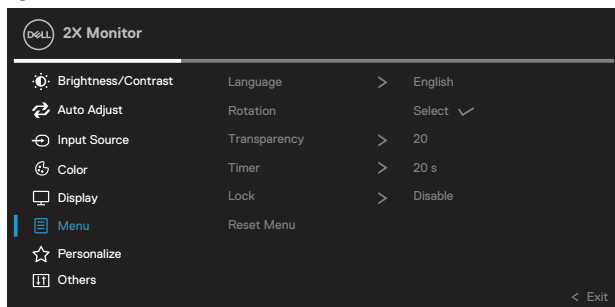 DELL 2X Monitor
Brightness/Contrast Language > English
Auto Adjust Rotation Select ✓
Input Source Transparency > 20
Color Timer > 20 s
Display Lock > Disable
Menu Reset Menu
Personalize
Others
< Exit